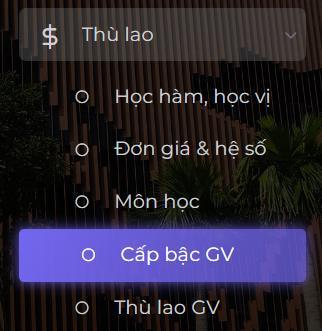 $ Thù lao
Học hàm, học vị
Đơn giá & hệ số
Môn học
Cấp bậc GV
Thù lao GV